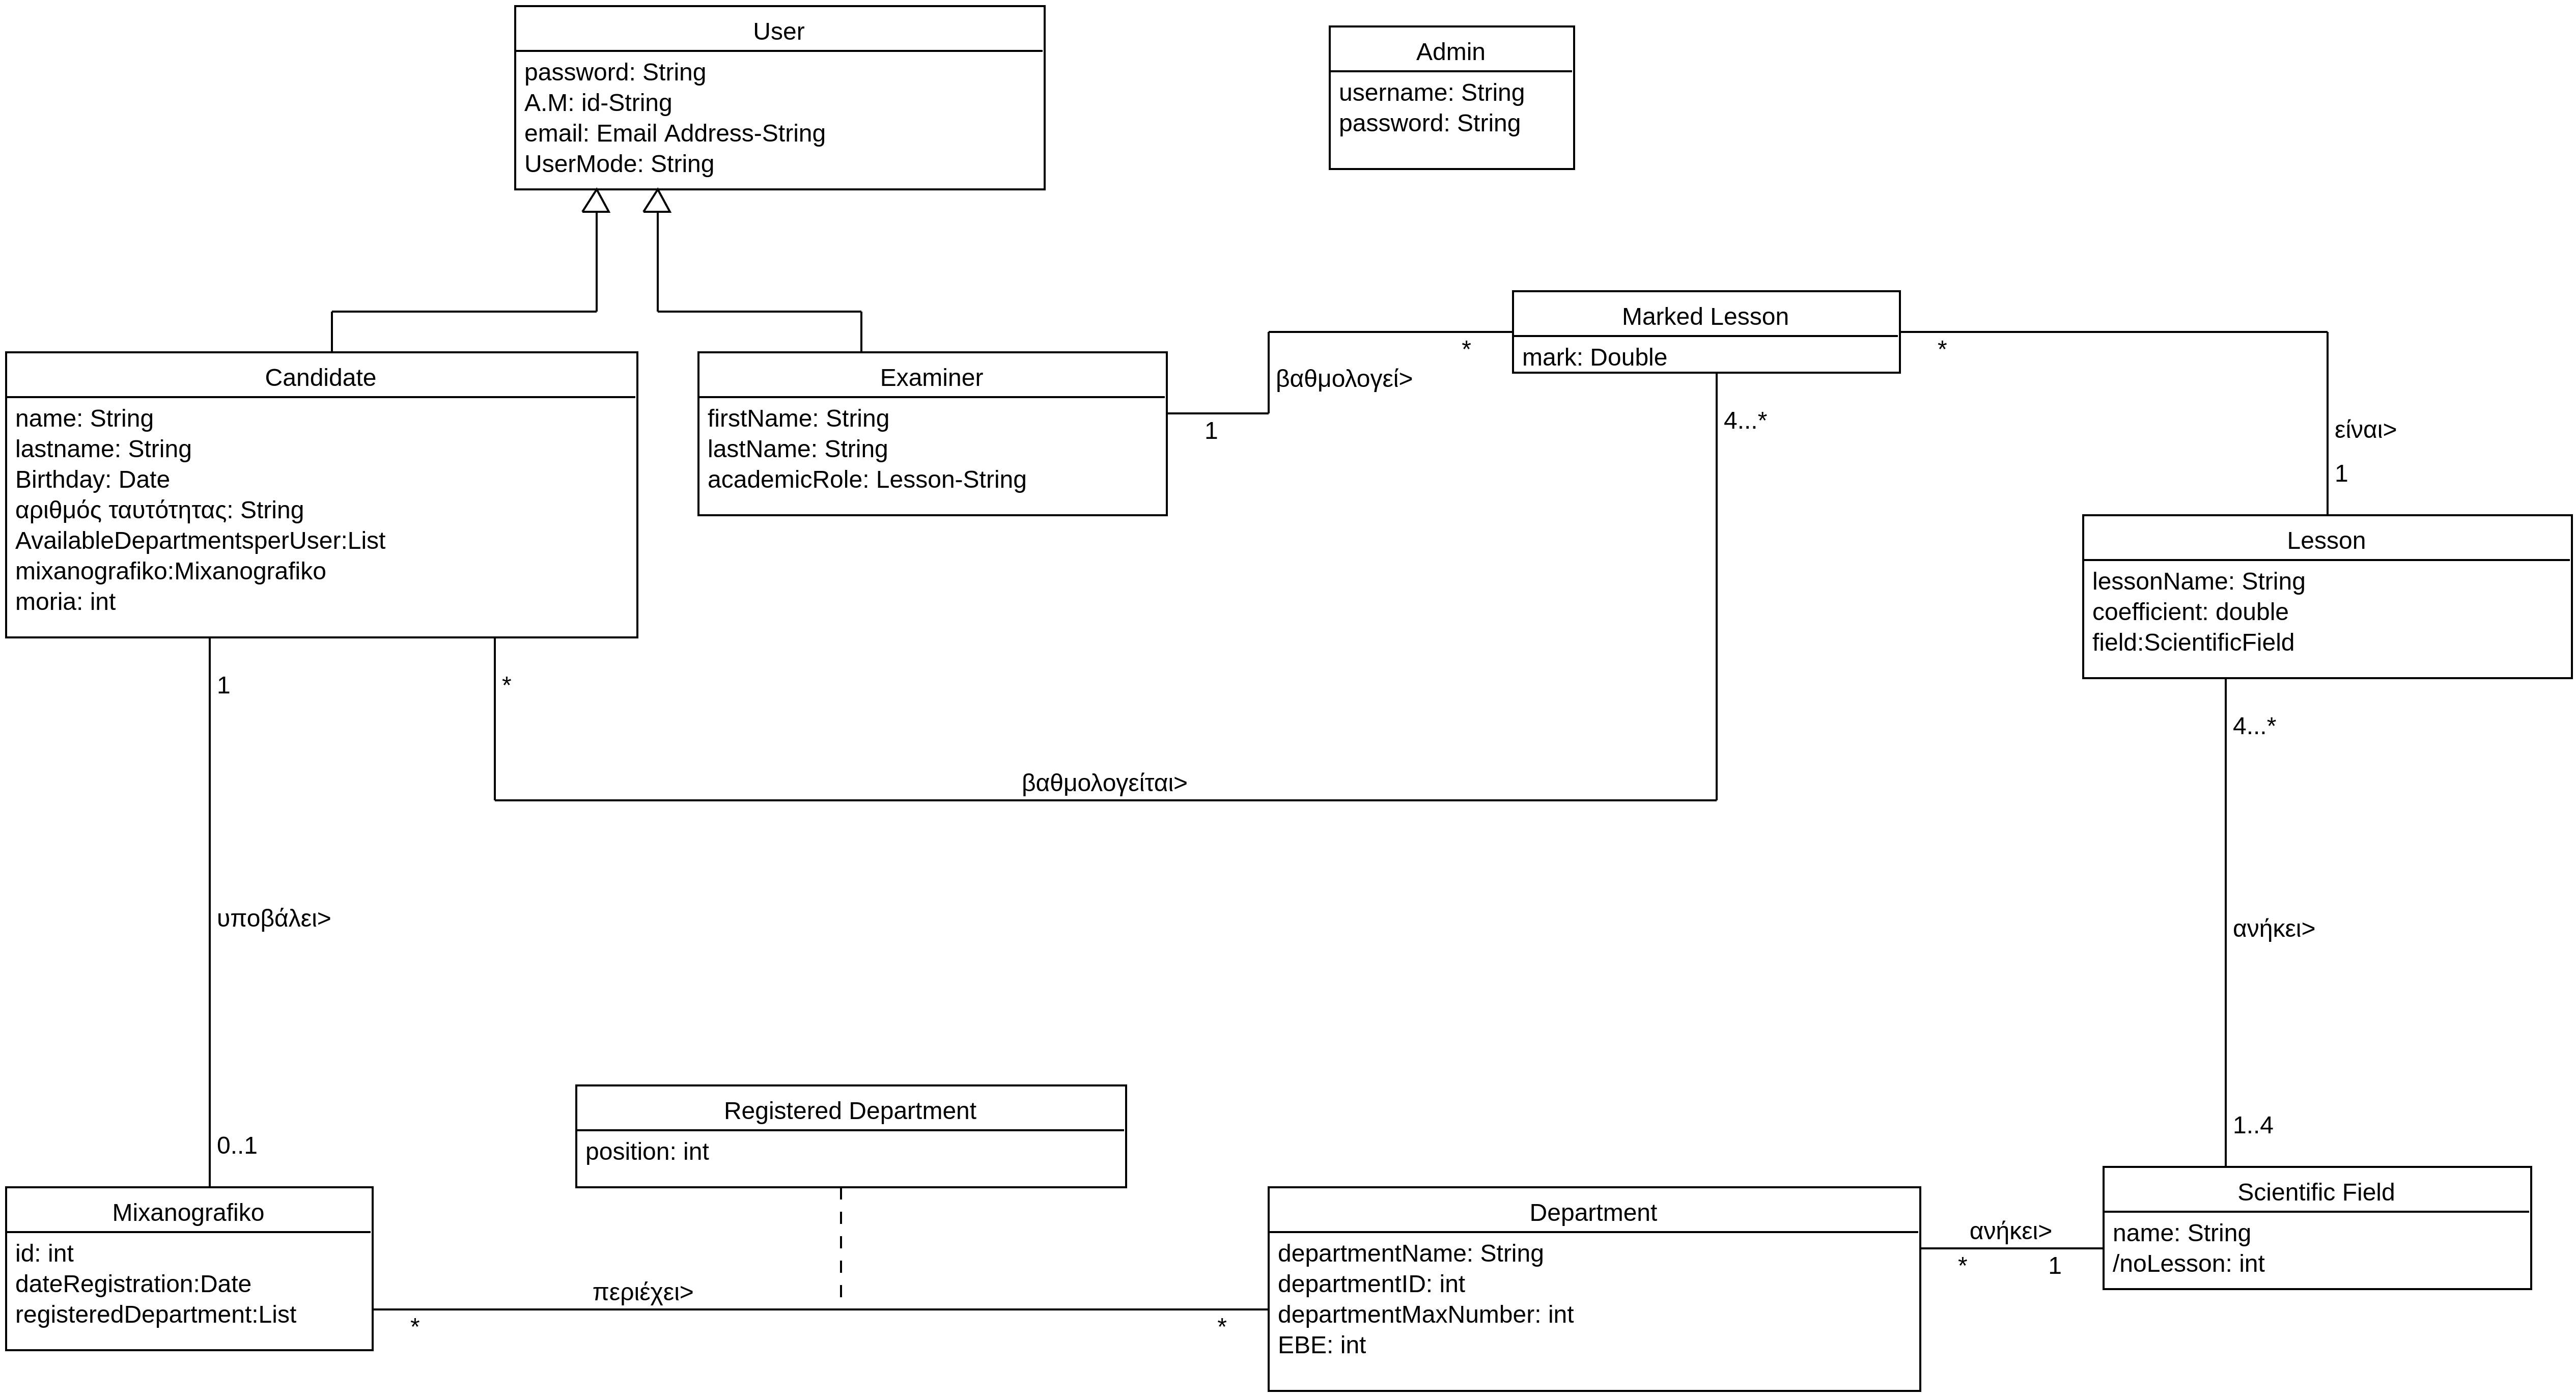 User
password: String
A.M: id-String
email: Email Address-String
UserMode: String
Admin
username: String
password: String
Candidate
name: String
lastname: String
Birthday: Date
αριθμός ταυτότητας: String
AvailableDepartmentsperUser:List
mixanografiko:Mixanografiko
moria: int
Examiner
firstName: String
lastName: String
academicRole: Lesson-String
1
βαθμολογεί>
*
Marked Lesson
mark: Double
*
4...*
είναι>
1
Lesson
lessonName: String
coefficient: double
field:ScientificField
1
*
βαθμολογείται>
4...*
υποβάλει>
ανήκει>
0..1
1..4
Registered Department
position: int
Mixanografiko
id: int
dateRegistration:Date
registeredDepartment:List
περιέχει>
*
*
Department
departmentName: String
departmentID: int
departmentMaxNumber: int
EBE: int
ανήκει>
*
1
Scientific Field
name: String
/noLesson: int